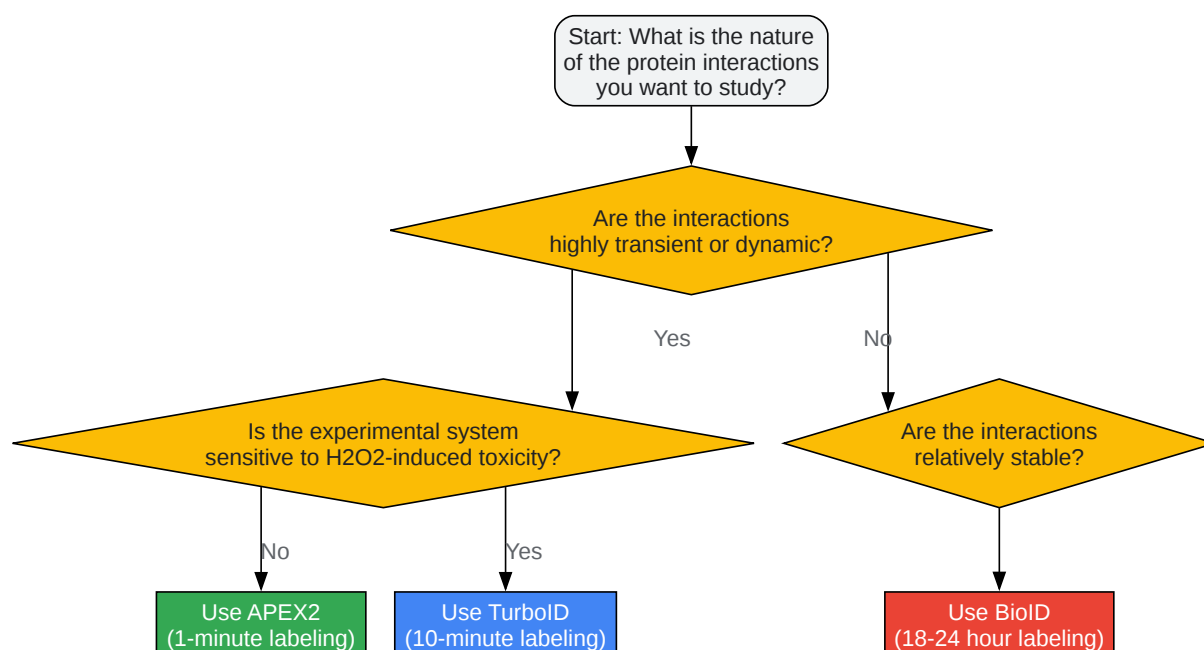 Start: What is the nature
of the protein interactions
you want to study?
Are the interactions
highly transient or dynamic?
Yes
No
Is the experimental system
sensitive to H2O2-induced toxicity?
Are the interactions
relatively stable?
No
Yes
Use APEX2
(1-minute labeling)
Use TurboID
(10-minute labeling)
Use BioID
(18-24 hour labeling)